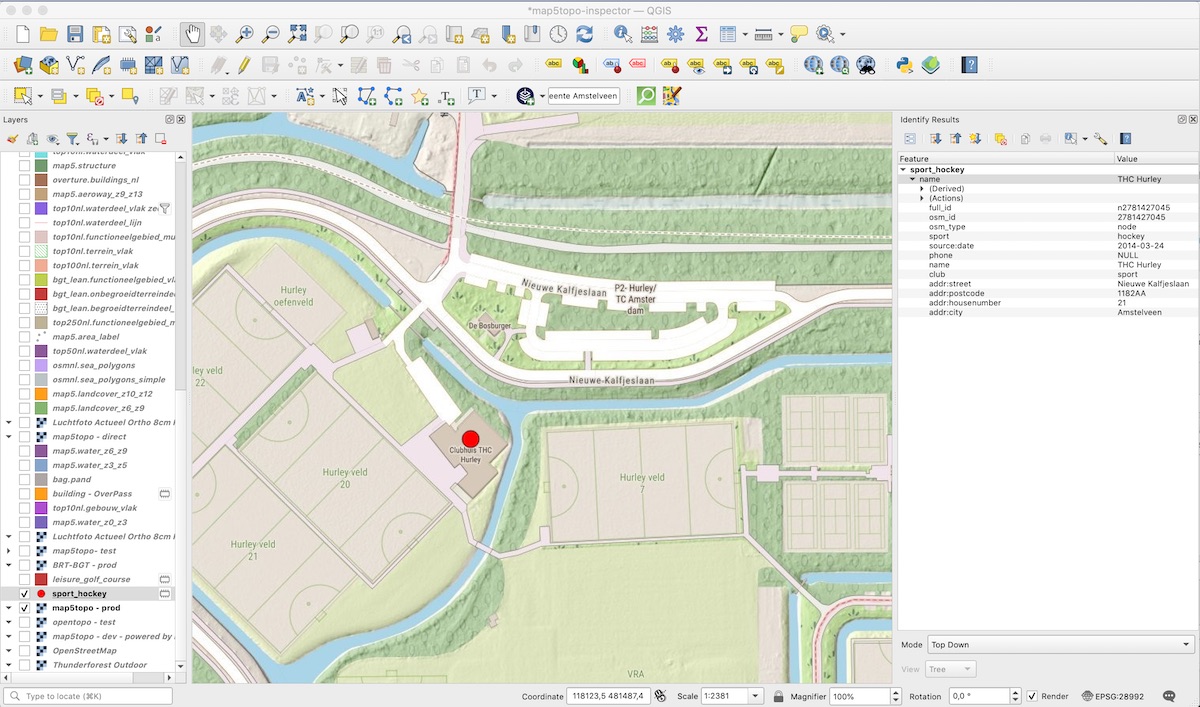 *map5topo-inspector — QGIS
eente Amstelveen
Layers
top10nl.waterdeel_vlak
map5.structure
overture.buildings_nl
map5.aeroway_z9_z13
top10nl.waterdeel_vlak ze
top10nl.waterdeel_lijn
top10nl.functioneelgebied_mu
top10nl.terrein_vlak
top100nl.terrein_vlak
bgt_lean.functioneelgebied_vla
bgt_lean.onbegroeidterreindee
bgt_lean.begroeidterreindeel_
top250nl.functioneelgebied_m
map5.area_label
top50nl.waterdeel_vlak
osmnl.sea_polygons
osmnl.sea_polygons_simple
map5.landcover_z10_z12
map5.landcover_z6_z9
Luchtfoto Actueel Ortho 8cm
map5topo - direct
map5.water_z6_z9
map5.water_z3_z5
bag.pand
building - OverPass
top10nl.gebouw_vlak
map5.water_z0_z3
Luchtfoto Actueel Ortho 8cm
map5topo- test
BRT-BGT - prod
leisure_golf_course
sport_hockey
map5topo - prod
opentopo - test
map5topo - dev - powered by
OpenStreetMap
Thunderforest Outdoor
Hurley
oefenveld
Nieuwe Kalfjeslaan
P2- Hurley/
TC Amster
dam
De Bosburger
Nieuwe Kalfjeslaan
ley veld
22
Clubhuis THC
Hurley
Hurley veld
20
Hurley veld
7
Hurley veld
21
VRA
Identify Results
Feature Value
sport_hockey
name THC Hurley
(Derived)
(Actions)
full_id n2781427045
osm_id 2781427045
osm_type node
sport hockey
source:date 2014-03-24
phone NULL
name THC Hurley
club sport
addr:street Nieuwe Kalfjeslaan
addr:postcode 1182AA
addr:housenumber 21
addr:city Amstelveen
Mode Top Down
View Tree
Type to locate (⌘K) Coordinate 118123,5 481487,4 Scale 1:2381 Magnifier 100% Rotation 0,0 ° Render EPSG:28992